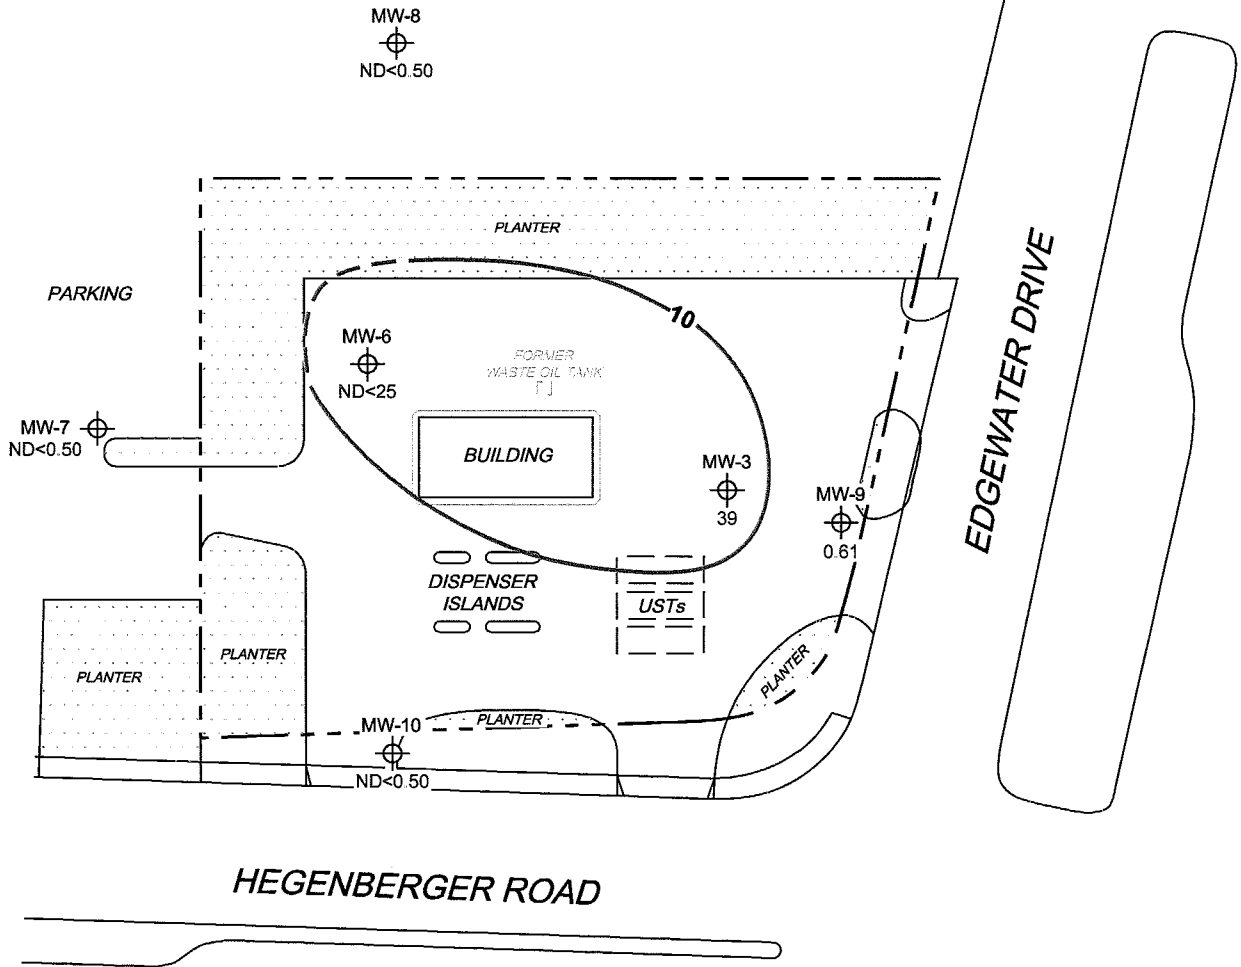 MW-8
ND<0.50
PLANTER
PARKING
10
MW-6
ND<25
FORMER
WASTE OIL TANK
EDGEWATER DRIVE
MW-7
ND<0.50
BUILDING
MW-3
39
MW-9
0.61
DISPENSER
ISLANDS
USTs
PLANTER
PLANTER
PLANTER
MW-10
PLANTER
ND<0.50
HEGENBERGER ROAD